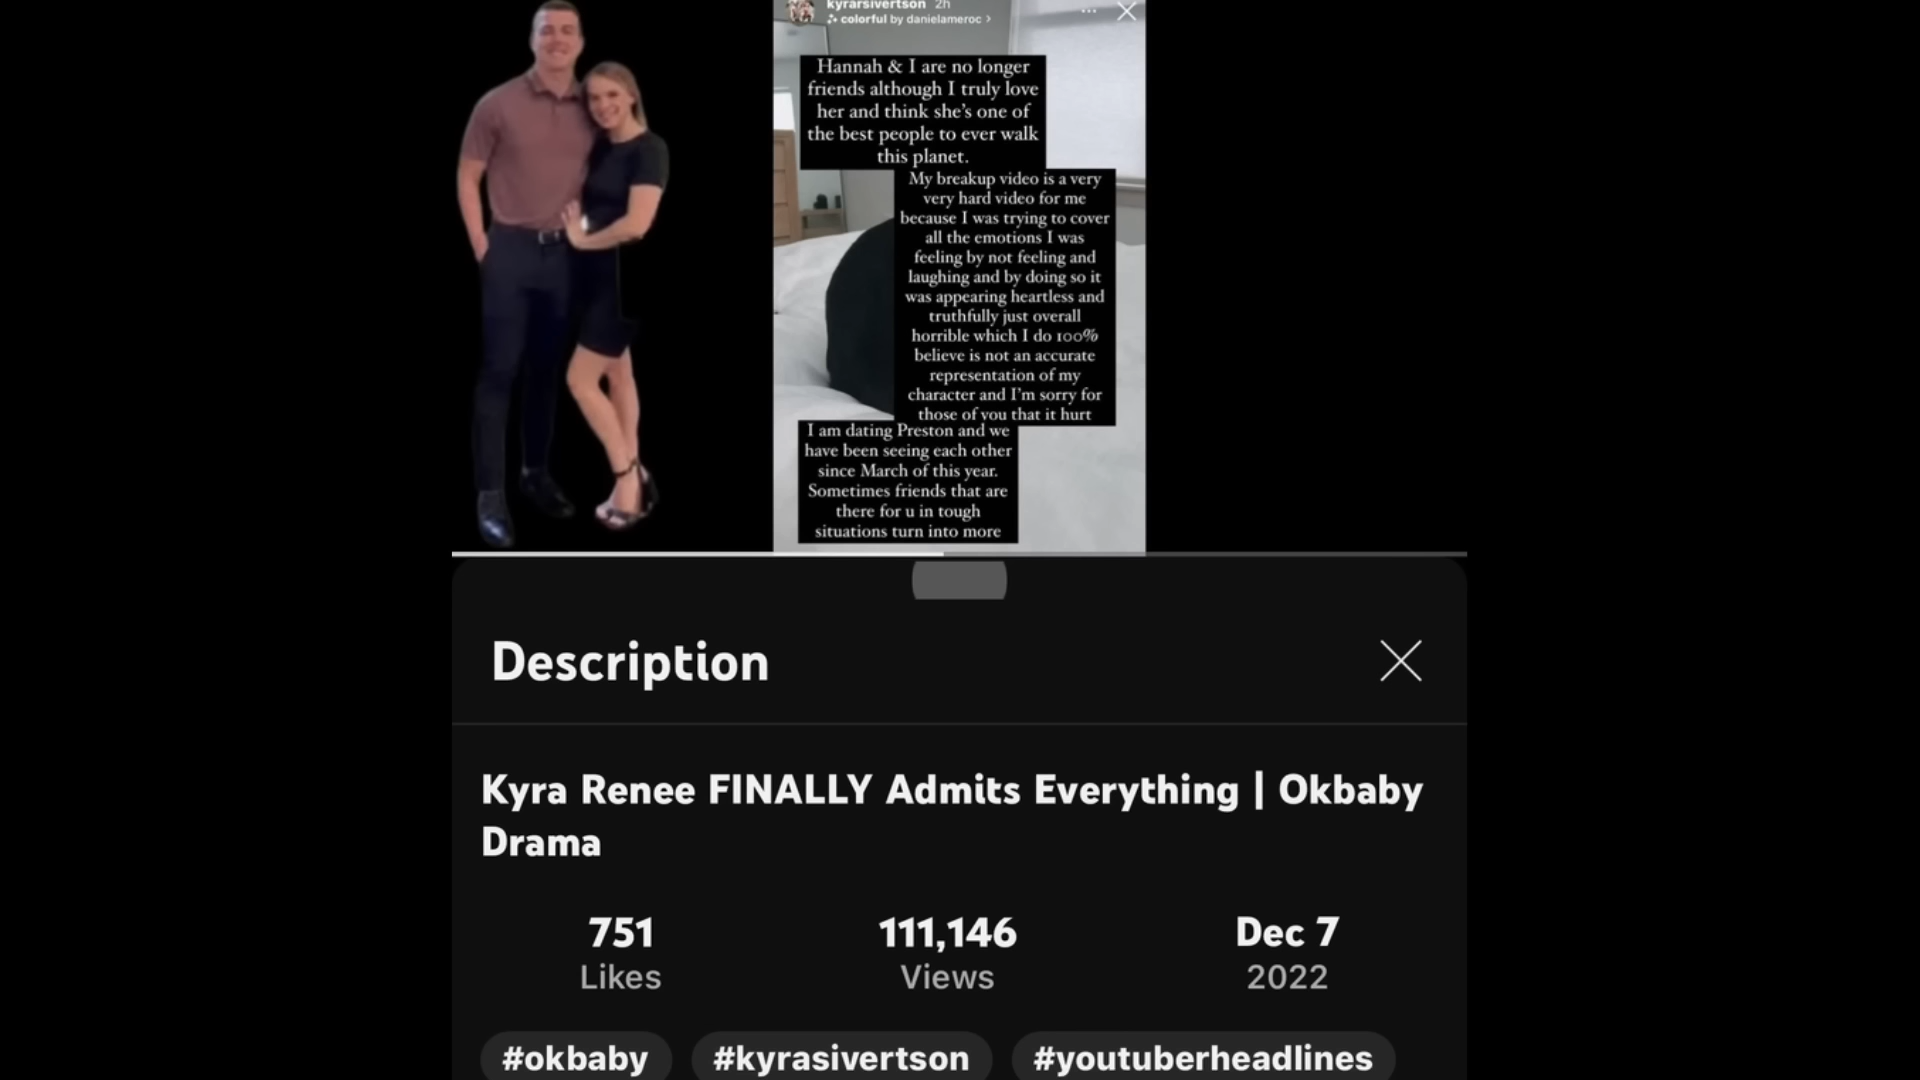 kyrarsivertson 2h
colorful by danielameroc >
Hannah & I are no longer
friends although I truly love
her and think she's one of
the best people to ever walk
this planet.
My breakup video is a very
very hard video for me
because I was trying to cover
all the emotions I was
feeling by not feeling and
laughing and by doing so it
was appearing heartless and
truthfully just overall
horrible which I do 100%
believe is not an accurate
representation of my
character and I'm sorry for
those of you that it hurt
I am dating Preston and we
have been seeing each other
since March of this year.
Sometimes friends that are
there for u in tough
situations turn into more
Description
Kyra Renee FINALLY Admits Everything | Okbaby
Drama
751 111,146 Dec 7
Likes Views 2022
#okbaby #kyrasivertson #youtuberheadlines